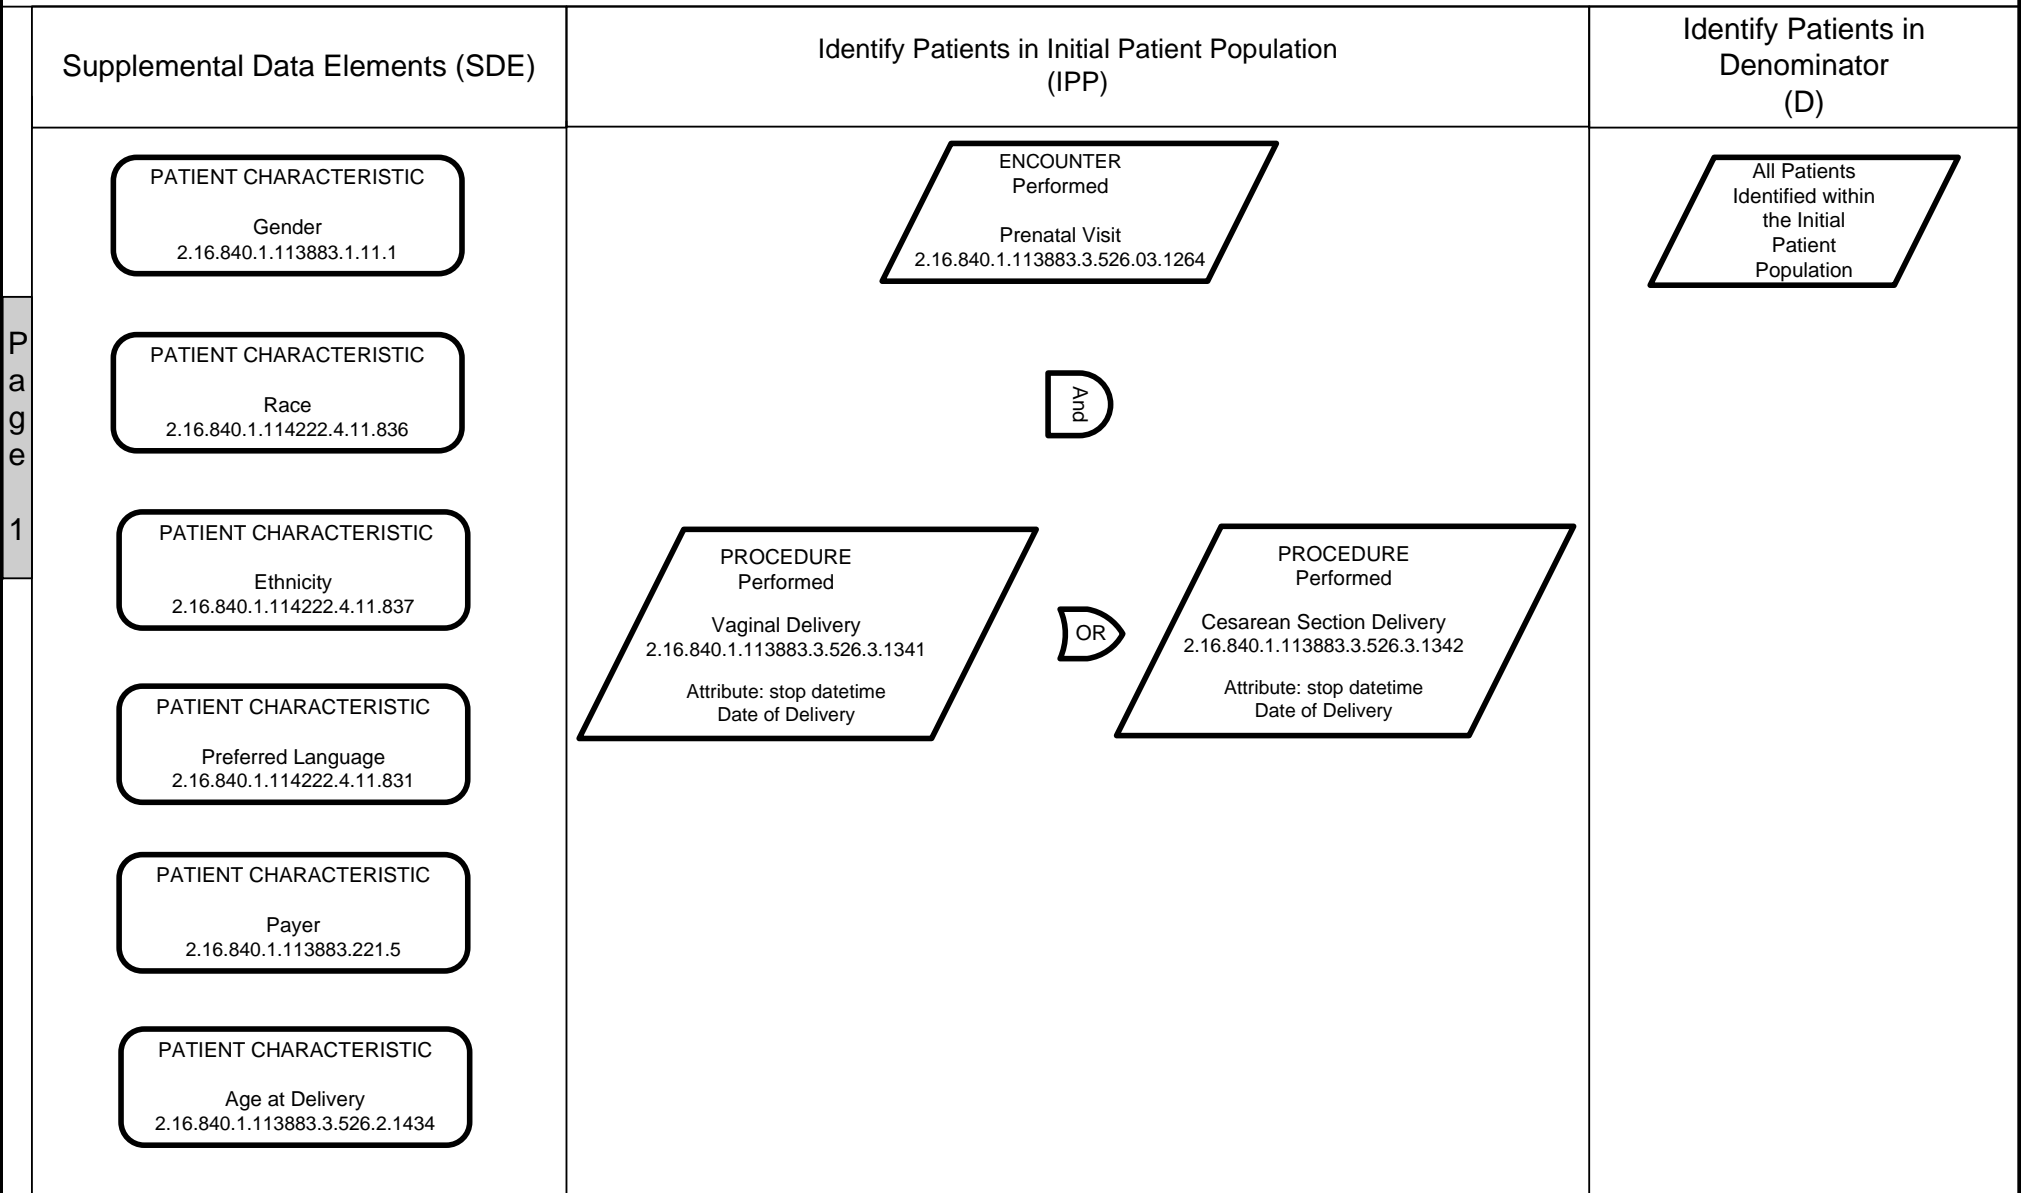 Supplemental Data Elements (SDE)
Identify Patients in Initial Patient Population
(IPP)
Identify Patients in
Denominator
(D)
P
a
g
e
1
PATIENT CHARACTERISTIC
Gender
2.16.840.1.113883.1.11.1
PATIENT CHARACTERISTIC
Race
2.16.840.1.114222.4.11.836
PATIENT CHARACTERISTIC
Ethnicity
2.16.840.1.114222.4.11.837
PATIENT CHARACTERISTIC
Preferred Language
2.16.840.1.114222.4.11.831
PATIENT CHARACTERISTIC
Payer
2.16.840.1.113883.221.5
PATIENT CHARACTERISTIC
Age at Delivery
2.16.840.1.113883.3.526.2.1434
ENCOUNTER
Performed
Prenatal Visit
2.16.840.1.113883.3.526.03.1264
And
PROCEDURE
Performed
Vaginal Delivery
2.16.840.1.113883.3.526.3.1341
Attribute: stop datetime
Date of Delivery
OR
PROCEDURE
Performed
Cesarean Section Delivery
2.16.840.1.113883.3.526.3.1342
Attribute: stop datetime
Date of Delivery
All Patients
Identified within
the Initial
Patient
Population